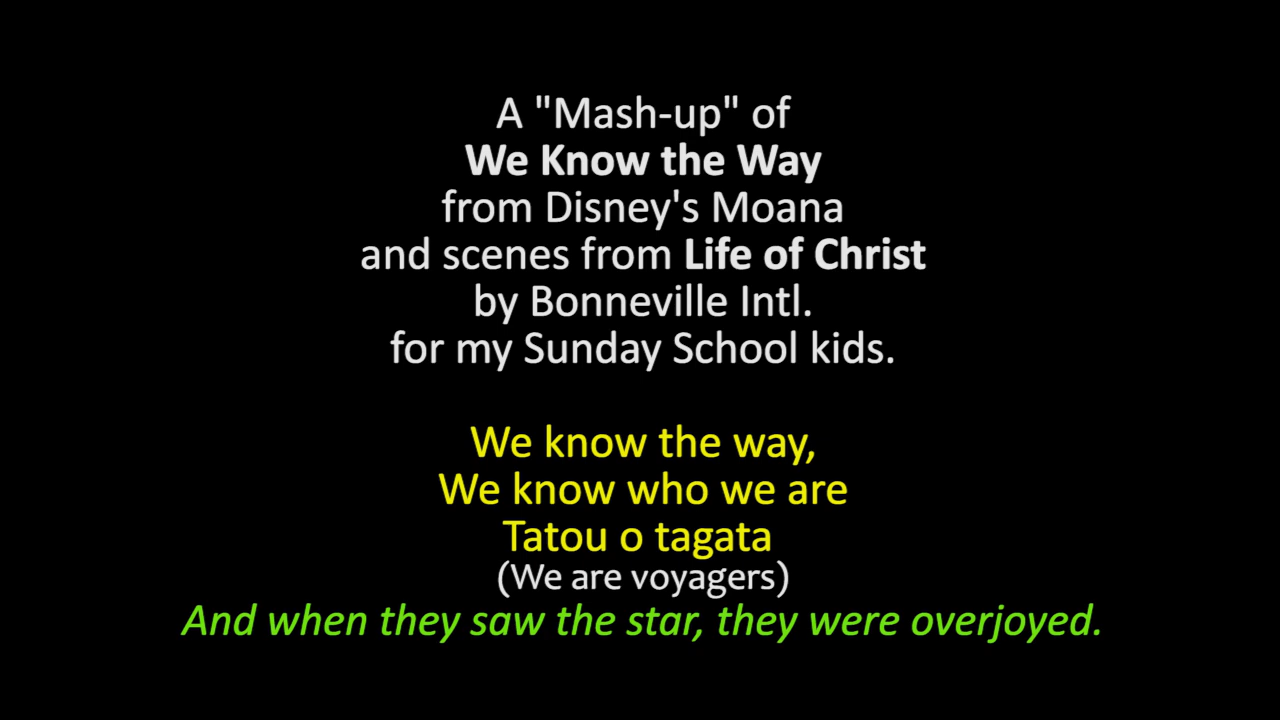 A "Mash-up" of
We Know the Way
from Disney's Moana
and scenes from Life of Christ
by Bonneville Intl.
for my Sunday School kids.
We know the way,
We know who we are
Tatou o tagata
(We are voyagers)
And when they saw the star, they were overjoyed.